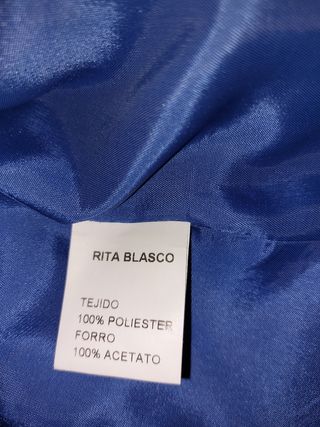 RITA BLASCO
TEJIDO
100% POLIESTER
FORRO
100% ACETATO